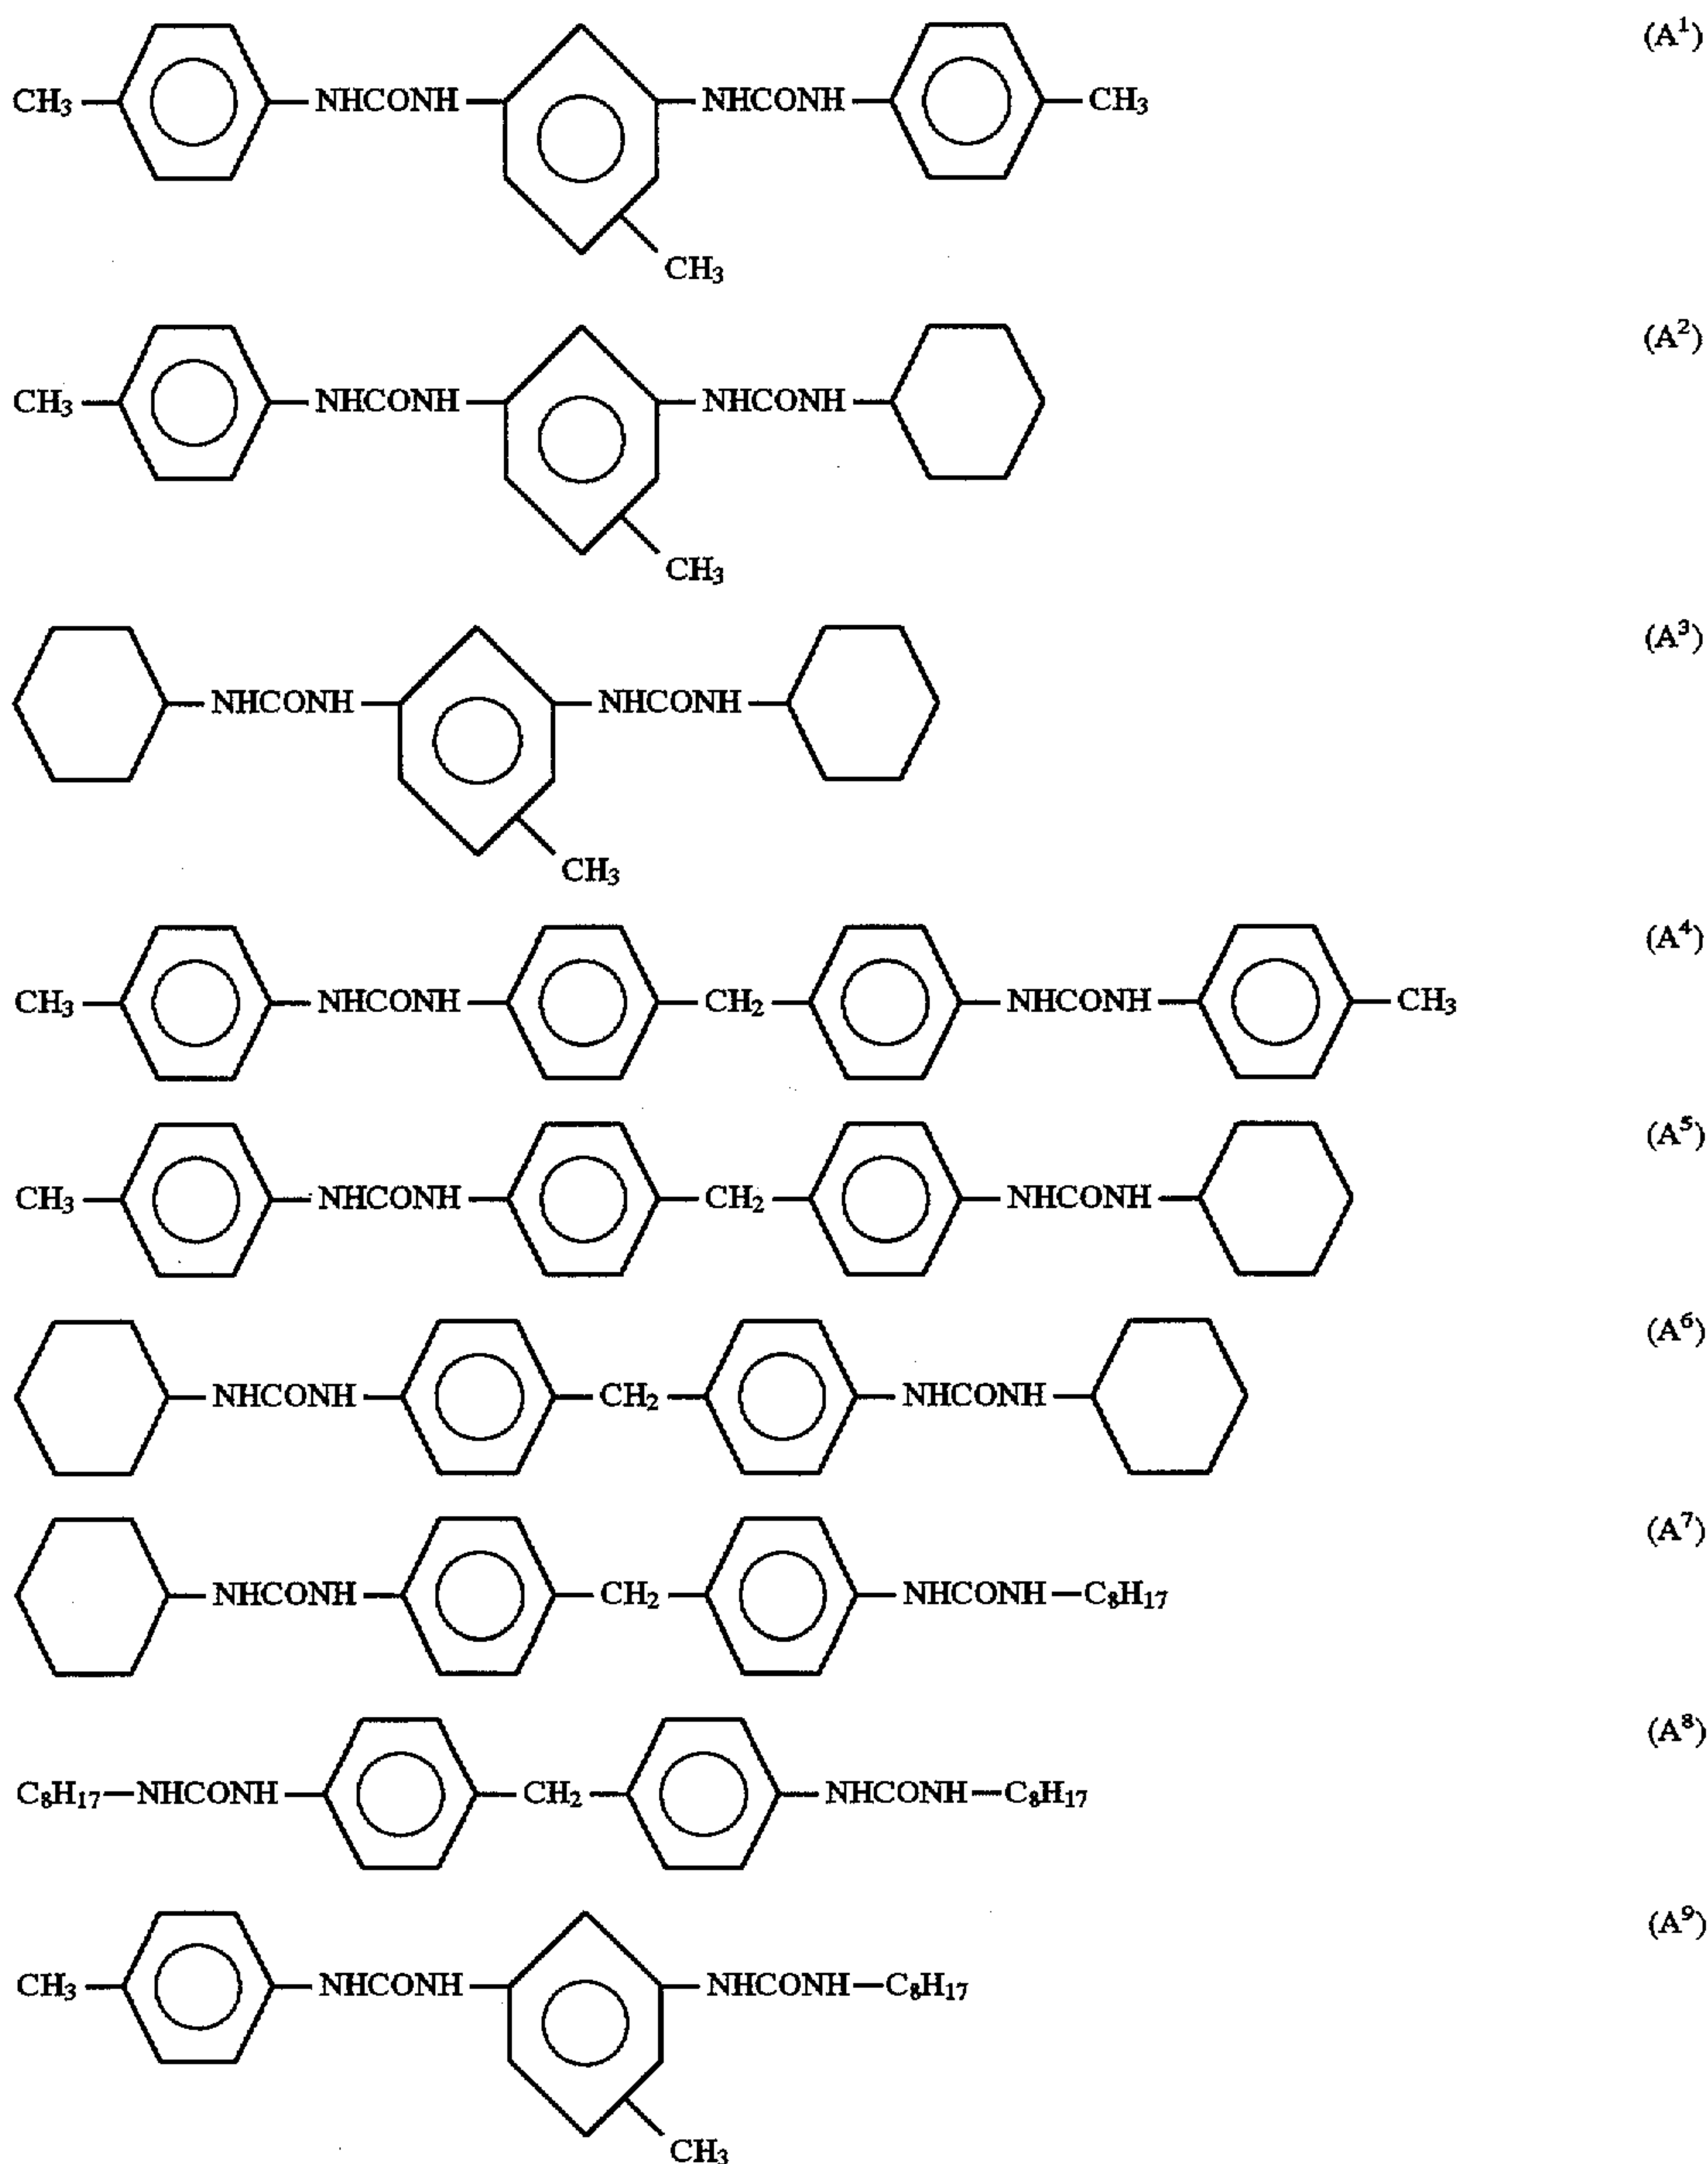 (A¹)
CH₃ NHCONH NHCONH CH₃
CH₃
(A²)
CH₃ NHCONH NHCONH
CH₃
(A³)
NHCONH NHCONH
CH₃
(A⁴)
CH₃ NHCONH CH₂ NHCONH CH₃
(A⁵)
CH₃ NHCONH CH₂ NHCONH
(A⁶)
NHCONH CH₂ NHCONH
(A⁷)
NHCONH CH₂ NHCONH—C₈H₁₇
(A⁸)
C₈H₁₇—NHCONH CH₂ NHCONH—C₈H₁₇
(A⁹)
CH₃ NHCONH NHCONH—C₈H₁₇
CH₃